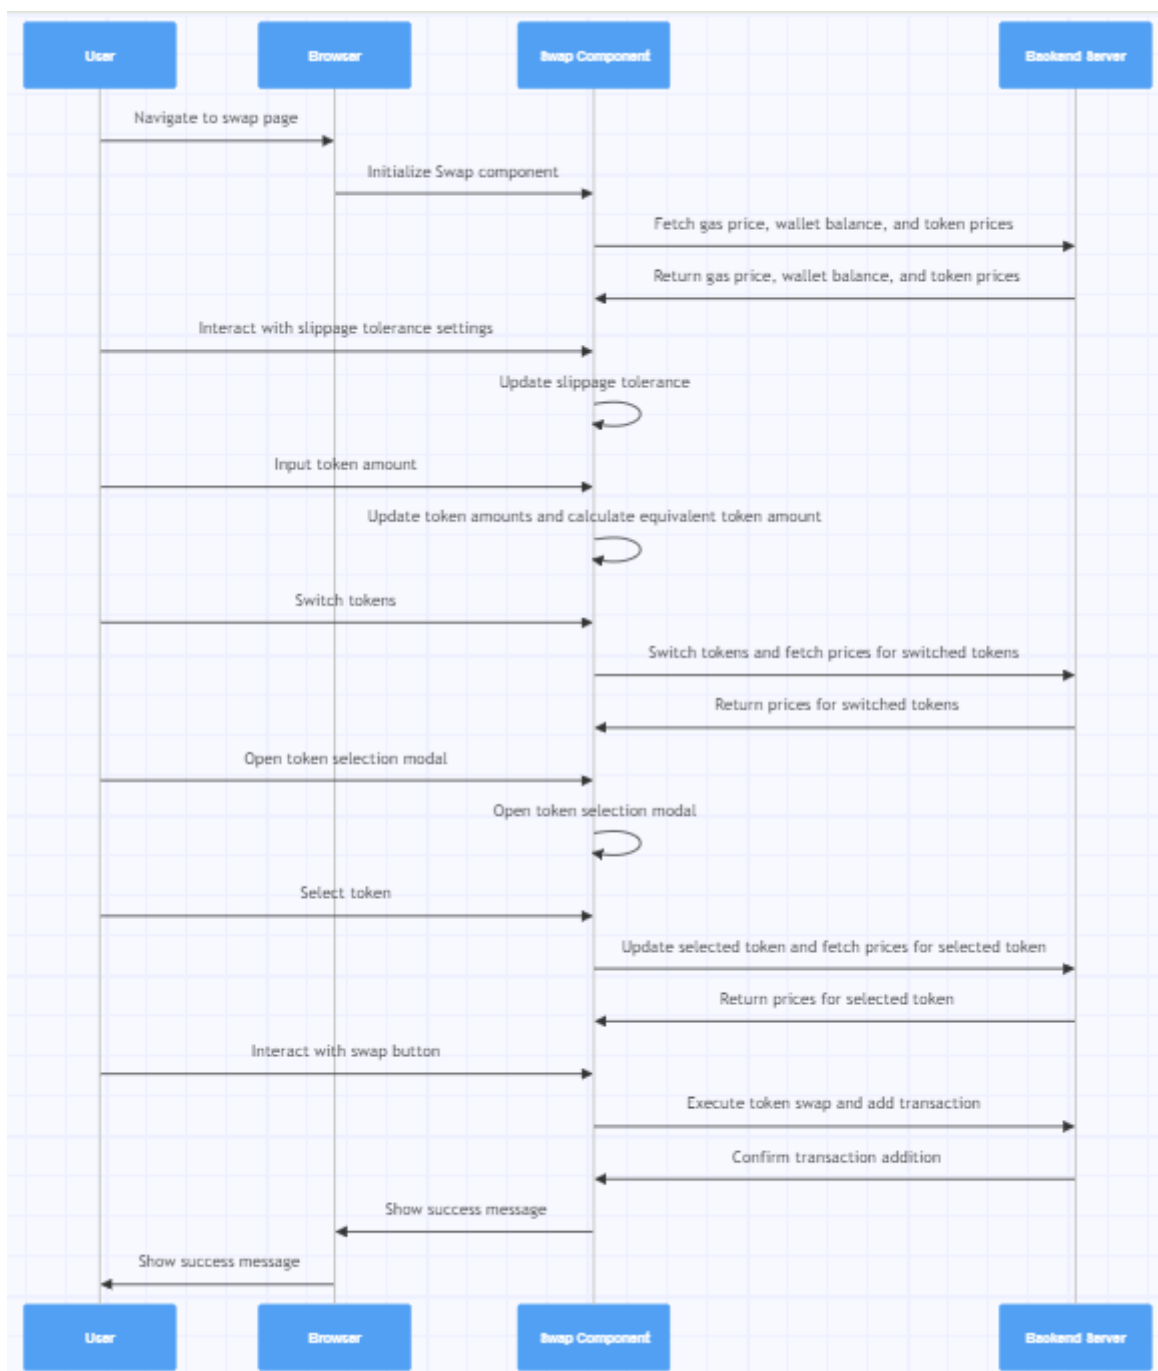 User Browser Swap Component Backend Server
Navigate to swap page
Initialize Swap component
Fetch gas price, wallet balance, and token prices
Return gas price, wallet balance, and token prices
Interact with slippage tolerance settings
Update slippage tolerance
Input token amount
Update token amounts and calculate equivalent token amount
Switch tokens
Switch tokens and fetch prices for switched tokens
Return prices for switched tokens
Open token selection modal
Open token selection modal
Select token
Update selected token and fetch prices for selected token
Return prices for selected token
Interact with swap button
Execute token swap and add transaction
Confirm transaction addition
Show success message
Show success message
User Browser Swap Component Backend Server